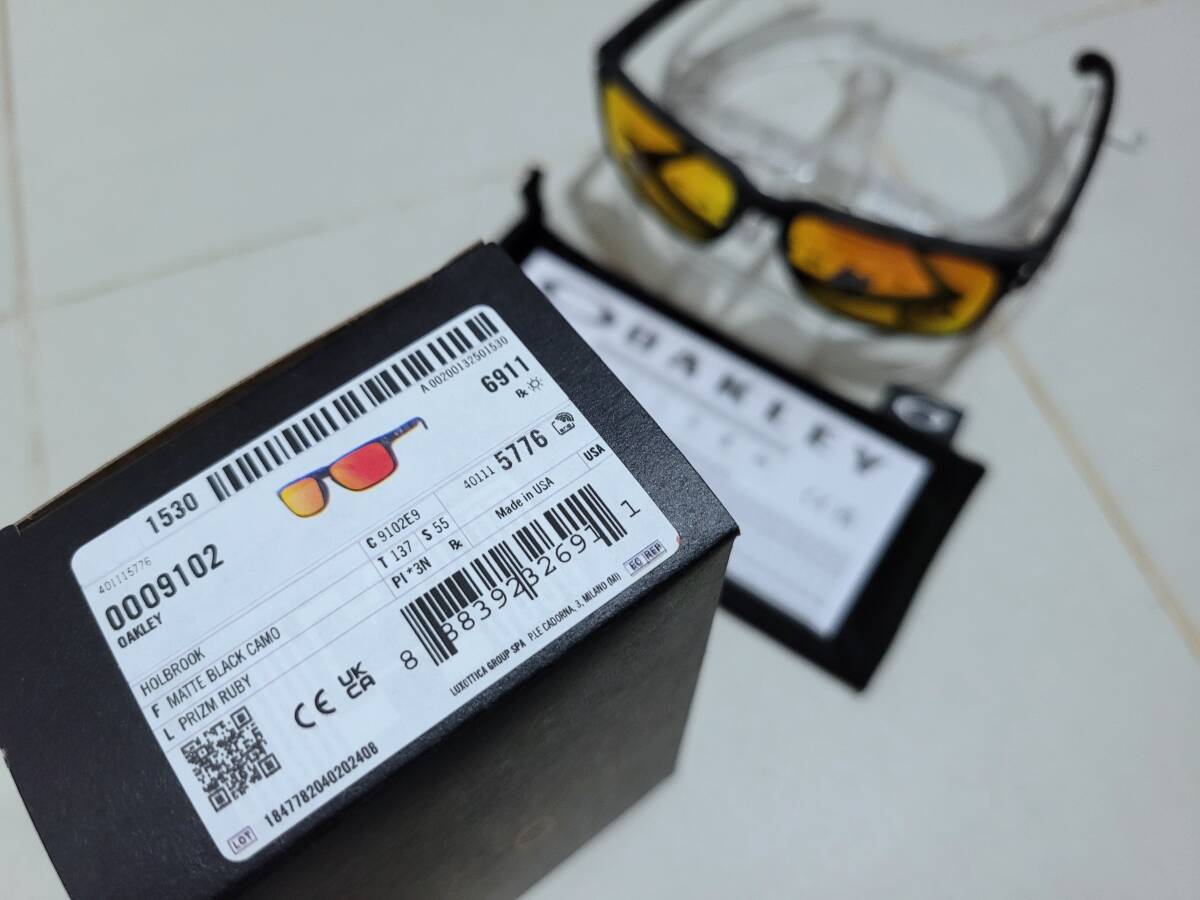 1530
A 00200132501530
6911
℞
401115776
40111 5776
0009102
OAKLEY
C 9102E9
Made in USA
USA
HOLBROOK
T 137 S 55
F MATTE BLACK CAMO
PI *3N ℞
L PRIZM RUBY
8 88392 32691 1
CE UK CA
EC REP
LUXOTTICA GROUP SPA P.LE CADORNA, 3, MILANO (MI)
LOT 1847782040202408
OAKLEY